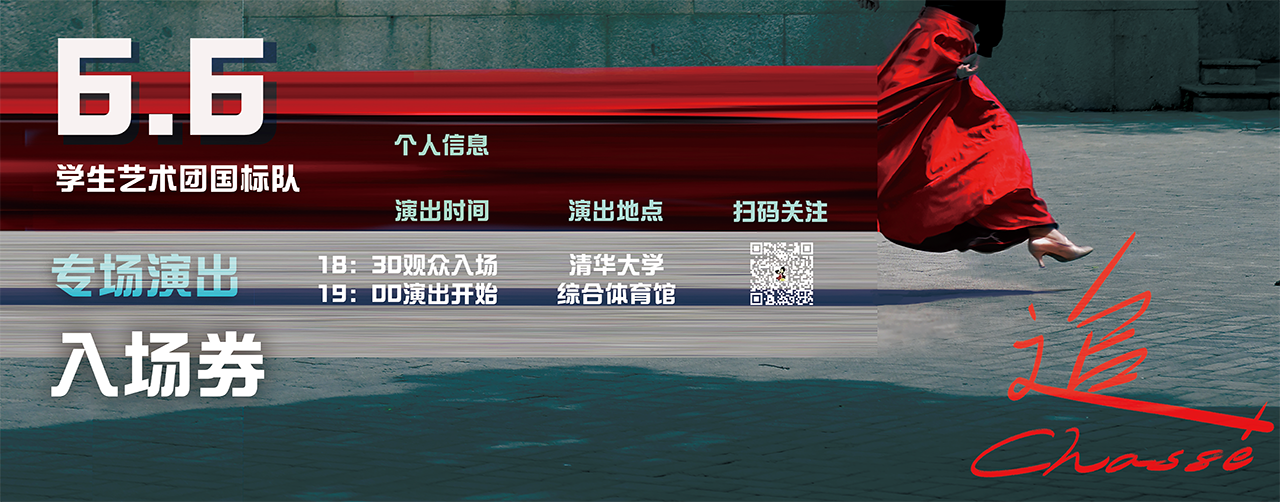 6.6
学生艺术团国标队
专场演出
入场券
个人信息
演出时间
18：30观众入场
19：00演出开始
演出地点
清华大学
综合体育馆
扫码关注
追
Chassé